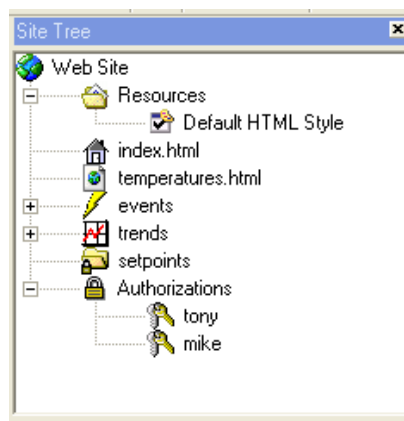 Site Tree
Web Site
Resources
Default HTML Style
index.html
temperatures.html
events
trends
setpoints
Authorizations
tony
mike